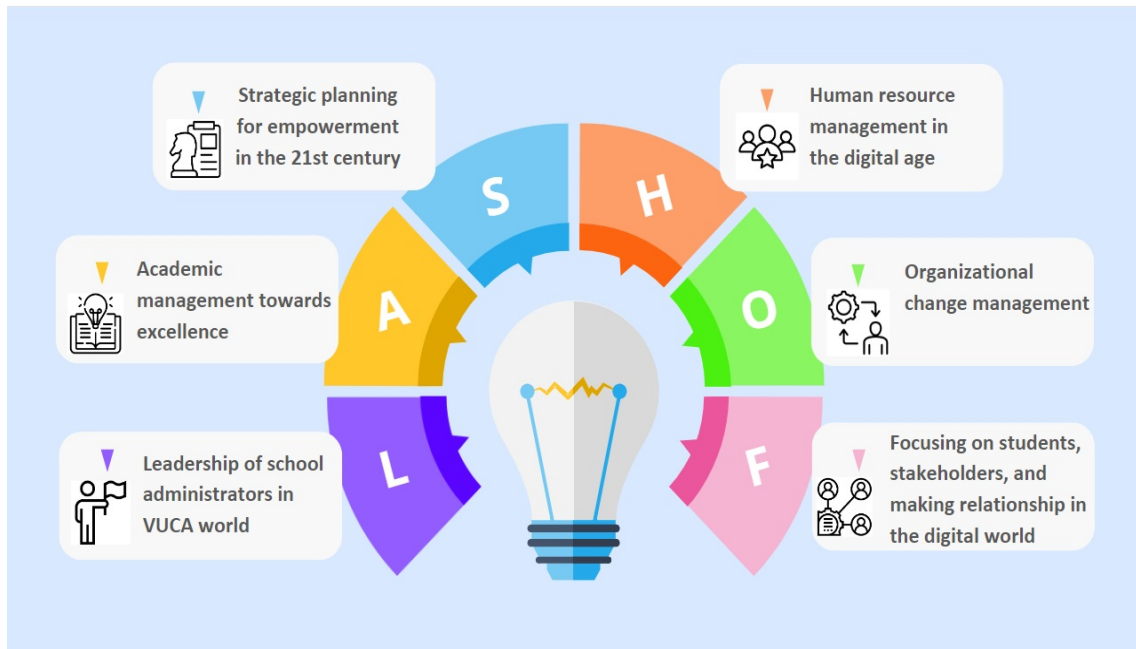 Strategic planning
for empowerment
in the 21st century
Human resource
management in
the digital age
S
H
Academic
management towards
excellence
A
O
Organizational
change management
Leadership of school
administrators in
VUCA world
L
F
Focusing on students,
stakeholders, and
making relationship in
the digital world